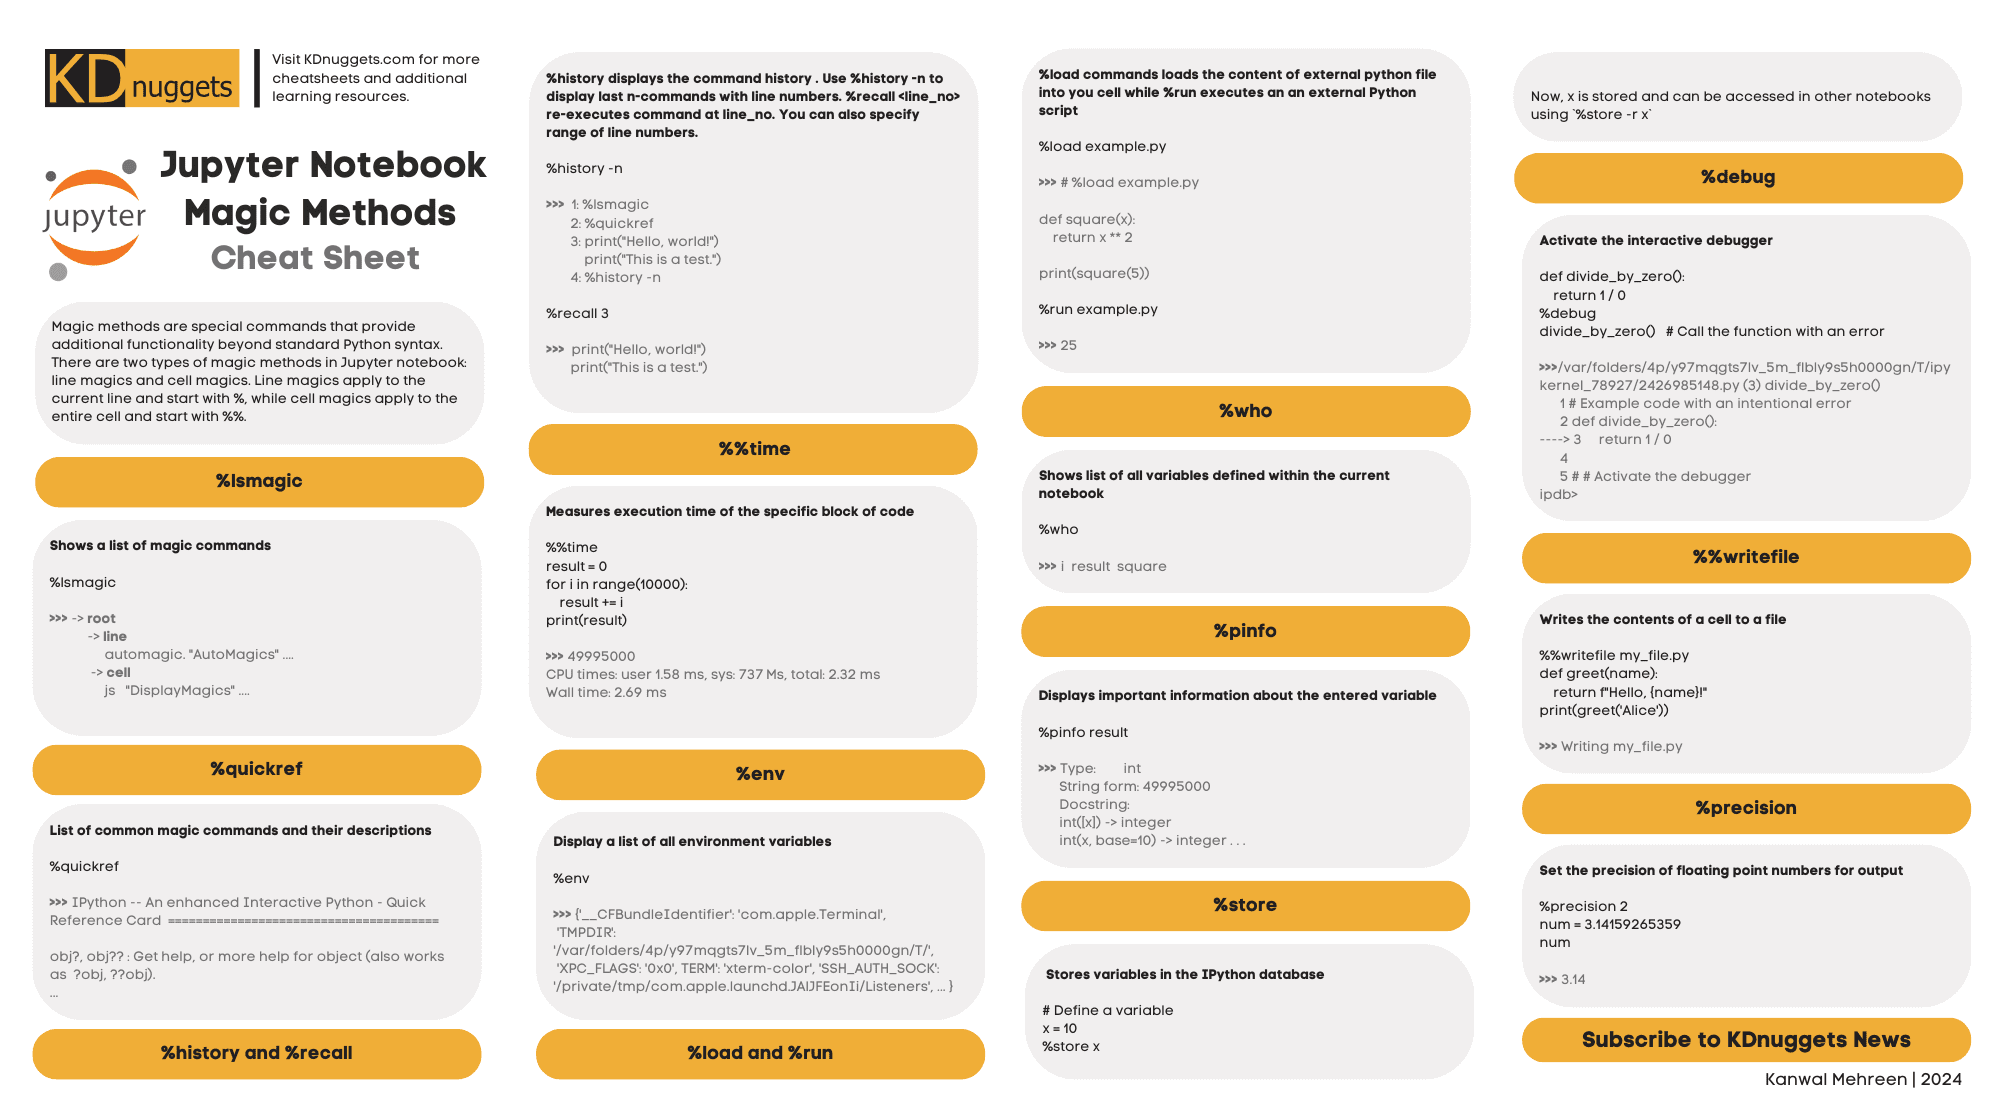 KD nuggets
Visit KDnuggets.com for more
cheatsheets and additional
learning resources.
jupyter
Jupyter Notebook
Magic Methods
Cheat Sheet
Magic methods are special commands that provide
additional functionality beyond standard Python syntax.
There are two types of magic methods in Jupyter notebook:
line magics and cell magics. Line magics apply to the
current line and start with %, while cell magics apply to the
entire cell and start with %%.
%lsmagic
Shows a list of magic commands
%lsmagic
>>> -> root
-> line
automagic. "AutoMagics" ....
-> cell
js "DisplayMagics" ....
%quickref
List of common magic commands and their descriptions
%quickref
>>> IPython -- An enhanced Interactive Python - Quick
Reference Card =======================================
obj?, obj?? : Get help, or more help for object (also works
as ?obj, ??obj).
...
%history and %recall
%history displays the command history . Use %history -n to
display last n-commands with line numbers. %recall <line_no>
re-executes command at line_no. You can also specify
range of line numbers.
%history -n
>>> 1: %lsmagic
2: %quickref
3: print("Hello, world!")
print("This is a test.")
4: %history -n
%recall 3
>>> print("Hello, world!")
print("This is a test.")
%%time
Measures execution time of the specific block of code
%%time
result = 0
for i in range(10000):
result += i
print(result)
>>> 49995000
CPU times: user 1.58 ms, sys: 737 Ms, total: 2.32 ms
Wall time: 2.69 ms
%env
Display a list of all environment variables
%env
>>> {'__CFBundleIdentifier': 'com.apple.Terminal',
'TMPDIR':
'/var/folders/4p/y97mqgts7lv_5m_flbly9s5h0000gn/T/',
'XPC_FLAGS': '0x0', TERM': 'xterm-color', 'SSH_AUTH_SOCK':
'/private/tmp/com.apple.launchd.JAlJFEonIi/Listeners', ... }
%load and %run
%load commands loads the content of external python file
into you cell while %run executes an an external Python
script
%load example.py
>>> # %load example.py
def square(x):
return x ** 2
print(square(5))
%run example.py
>>> 25
%who
Shows list of all variables defined within the current
notebook
%who
>>> i result square
%pinfo
Displays important information about the entered variable
%pinfo result
>>> Type: int
String form: 49995000
Docstring:
int([x]) -> integer
int(x, base=10) -> integer . . .
%store
Stores variables in the IPython database
# Define a variable
x = 10
%store x
Now, x is stored and can be accessed in other notebooks
using `%store -r x`
%debug
Activate the interactive debugger
def divide_by_zero():
return 1 / 0
%debug
divide_by_zero() # Call the function with an error
>>>/var/folders/4p/y97mqgts7lv_5m_flbly9s5h0000gn/T/ipy
kernel_78927/2426985148.py (3) divide_by_zero()
1 # Example code with an intentional error
2 def divide_by_zero():
----> 3 return 1 / 0
4
5 # # Activate the debugger
ipdb>
%%writefile
Writes the contents of a cell to a file
%%writefile my_file.py
def greet(name):
return f"Hello, {name}!"
print(greet('Alice'))
>>> Writing my_file.py
%precision
Set the precision of floating point numbers for output
%precision 2
num = 3.14159265359
num
>>> 3.14
Subscribe to KDnuggets News
Kanwal Mehreen | 2024